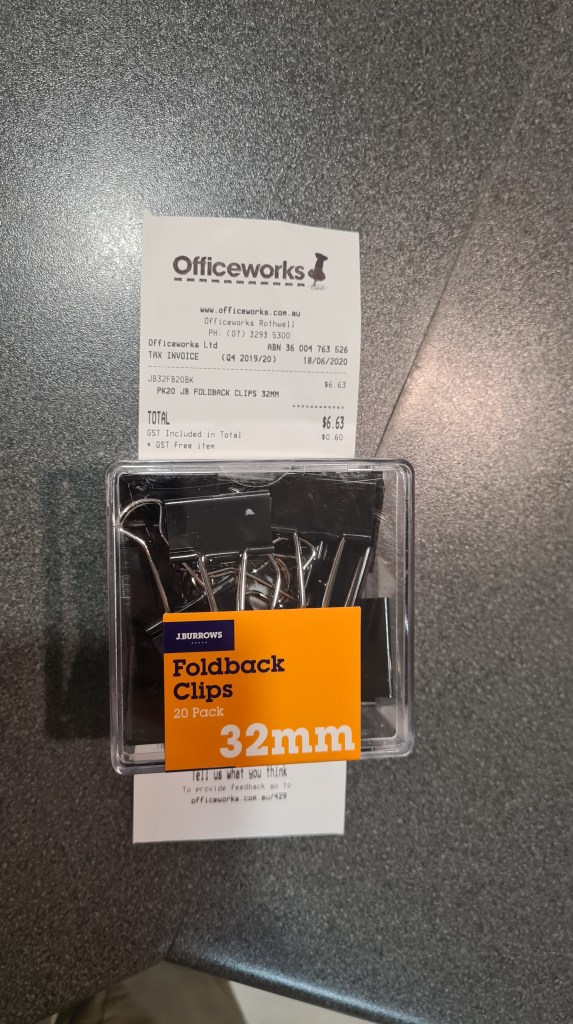 Officeworks
www.officeworks.com.au
Officeworks Rothwell
PH: (07) 3293 5300
Officeworks Ltd ABN 36 004 763 526
TAX INVOICE (Q4 2019/20) 18/06/2020
JB32FB20BK $6.63
PK20 JB FOLDBACK CLIPS 32MM
TOTAL $6.63
GST Included in Total $0.60
* GST Free item
J.BURROWS
Foldback
Clips
20 Pack
32mm
Tell us what you think
To provide feedback go to
officeworks.com.au/429